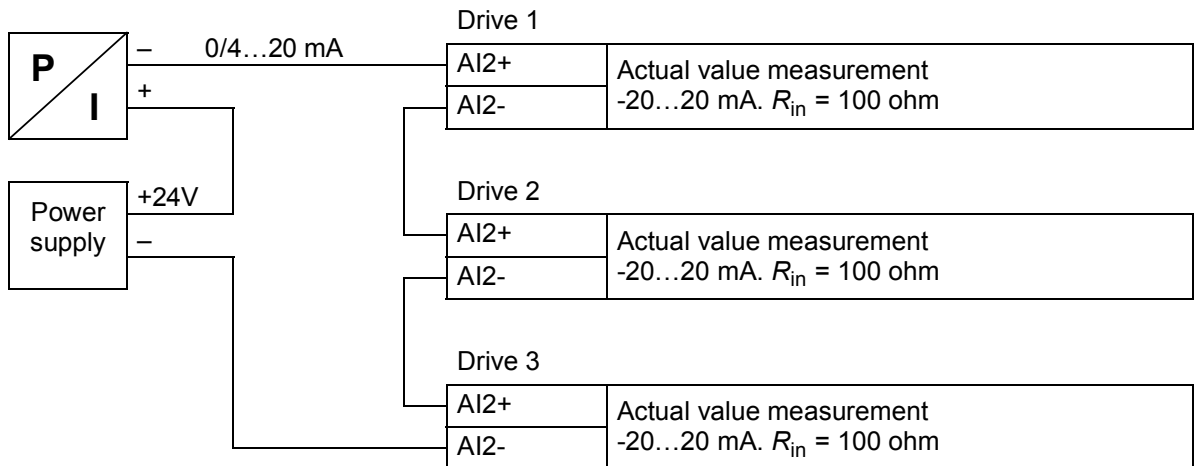 Drive 1
P
I
–
0/4…20 mA
+
AI2+
AI2-
Actual value measurement
-20…20 mA. Rin = 100 ohm
Power
supply
+24V
–
Drive 2
AI2+
AI2-
Actual value measurement
-20…20 mA. Rin = 100 ohm
Drive 3
AI2+
AI2-
Actual value measurement
-20…20 mA. Rin = 100 ohm